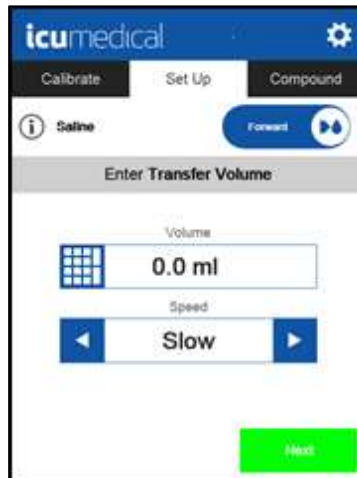 icumedical
Calibrate Set Up Compound
i Saline Forward
Enter Transfer Volume
Volume
0.0 ml
Speed
Slow
Next